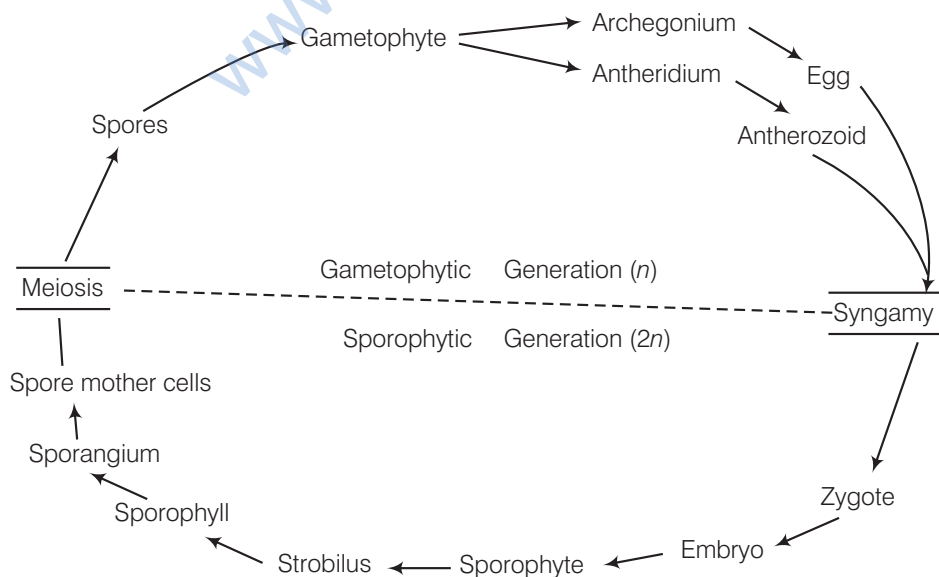 www
Gametophyte
Archegonium
Antheridium
Egg
Antherozoid
Spores
Gametophytic Generation (n)
Meiosis
Syngamy
Sporophytic Generation (2n)
Spore mother cells
Sporangium
Sporophyll
Strobilus
Sporophyte
Embryo
Zygote